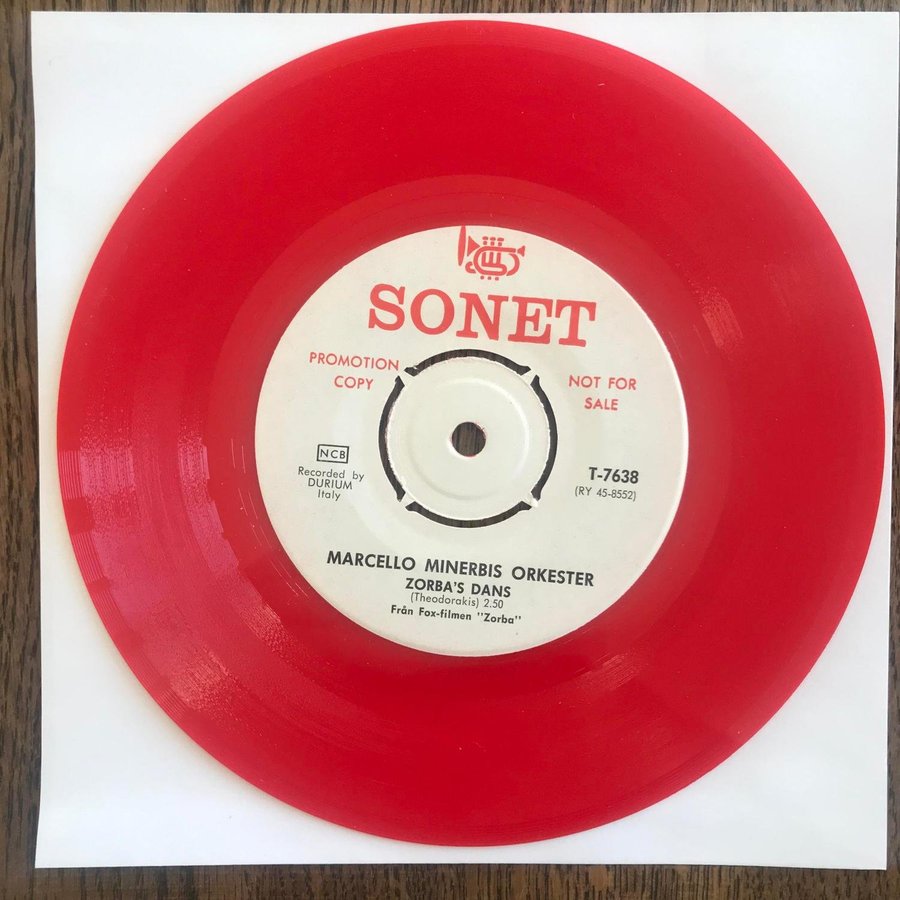 SONET
PROMOTION
COPY
NOT FOR
SALE
NCB
Recorded by
DURIUM
Italy
T-7638
(RY 45-8552)
MARCELLO MINERBIS ORKESTER
ZORBA'S DANS
(Theodorakis) 2.50
Från Fox-filmen "Zorba"